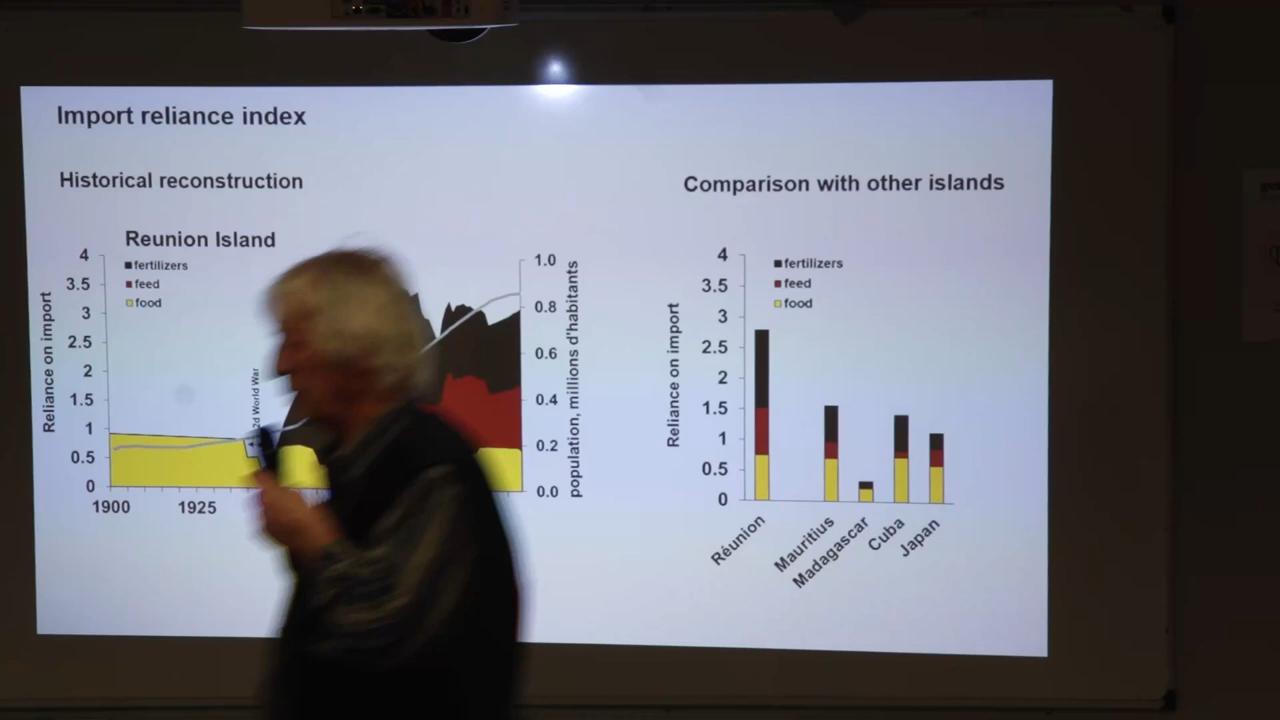 Import reliance index
Historical reconstruction
Reunion Island
fertilizers
feed
food
Reliance on import
4
3.5
3
2.5
2
1.5
1
0.5
0
2d World War
1900
1925
1.0
0.8
0.6
0.4
0.2
0.0
population, millions d'habitants
Comparison with other islands
fertilizers
feed
food
Reliance on import
4
3.5
3
2.5
2
1.5
1
0.5
0
Réunion
Mauritius
Madagascar
Cuba
Japan